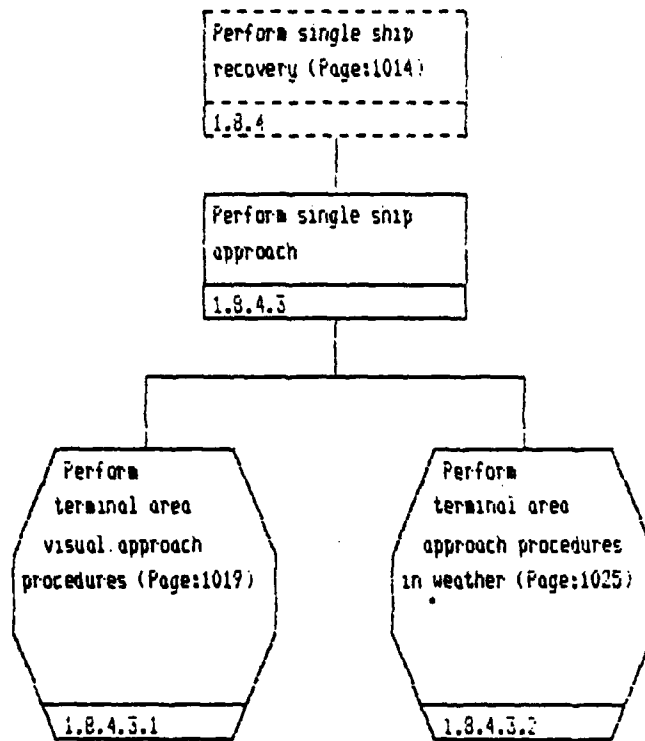 Perform single ship
recovery (Page:1014)
1.8.4
Perform single ship
approach
1.8.4.3
Perform
terminal area
visual approach
procedures (Page:1019)
1.8.4.3.1
Perform
terminal area
approach procedures
in weather (Page:1025)
1.8.4.3.2